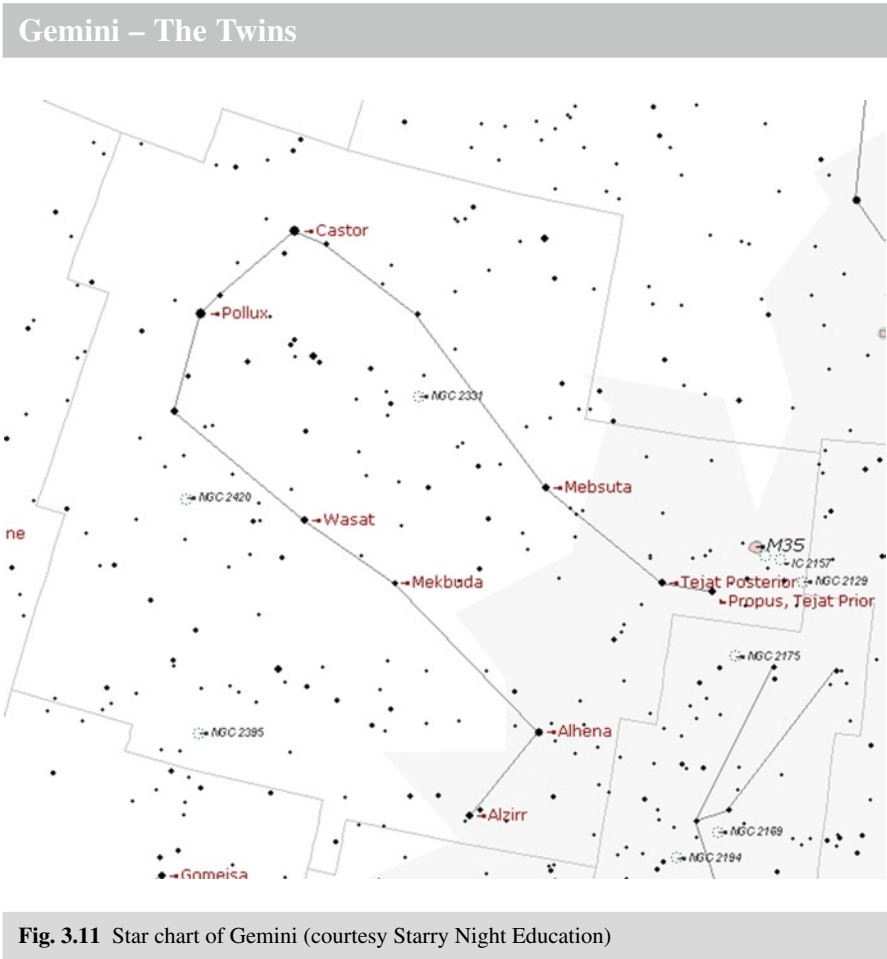 Gemini – The Twins
Castor
Pollux
NGC 2331
Mebsuta
NGC 2420
Wasat
ne
M35
IC 2157
Mekbuda
Tejat Posterior
NGC 2129
Propus, Tejat Prior
NGC 2175
Alhena
NGC 2395
Alzirr
NGC 2169
NGC 2194
Gomeisa
Fig. 3.11 Star chart of Gemini (courtesy Starry Night Education)